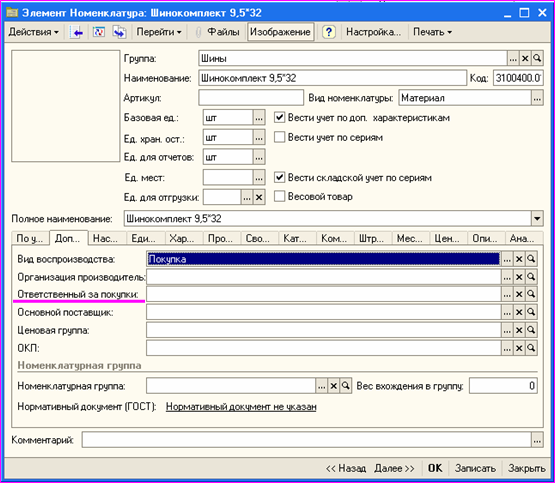 Элемент Номенклатура: Шинокомплект 9,5"32
Действия Перейти Файлы Изображение Настройка... Печать
Группа: Шины
Наименование: Шинокомплект 9,5"32 Код: 3100400.0
Артикул: Вид номенклатуры: Материал
Базовая ед.: шт Вести учет по доп. характеристикам
Ед. хран. ост.: шт Вести учет по сериям
Ед. для отчетов: шт
Ед. мест: Вести складской учет по сериям
Ед. для отгрузки: Весовой товар
Полное наименование: Шинокомплект 9,5"32
По у... Доп... Нас... Еди... Хар... Про... Сво... Кат... Ком... Штр... Мес... Цен... Опи... Ана...
Вид воспроизводства: Покупка
Организация производитель:
Ответственный за покупки:
Основной поставщик:
Ценовая группа:
ОКП:
Номенклатурная группа
Номенклатурная группа: Вес вхождения в группу: 0
Нормативный документ (ГОСТ): Нормативный документ не указан
Комментарий:
<< Назад Далее >> OK Записать Закрыть